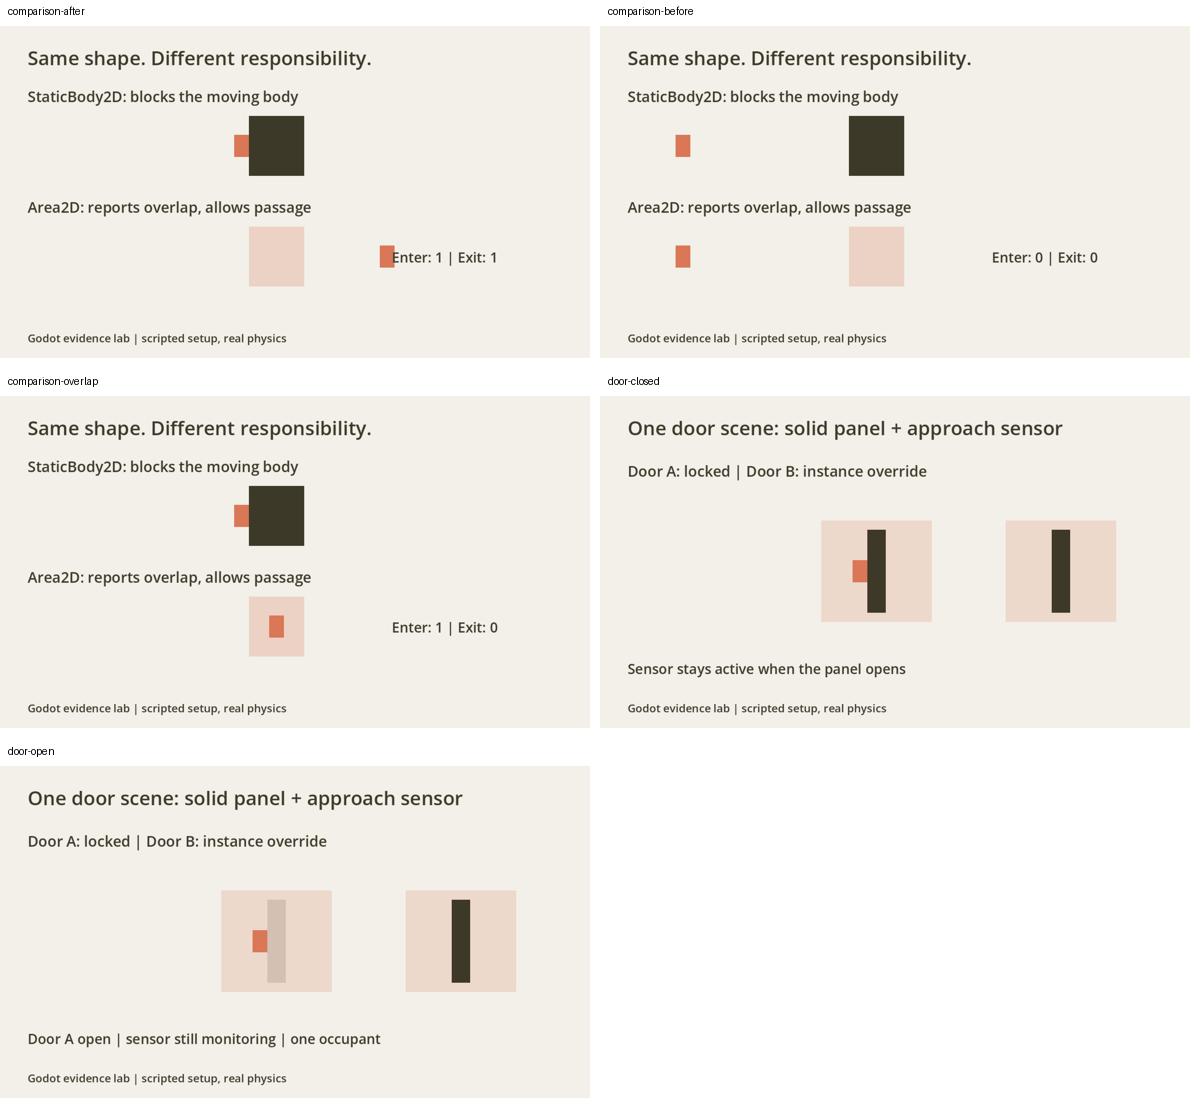 comparison-after
Same shape. Different responsibility.
StaticBody2D: blocks the moving body
Area2D: reports overlap, allows passage
Enter: 1 | Exit: 1
Godot evidence lab | scripted setup, real physics
comparison-before
Same shape. Different responsibility.
StaticBody2D: blocks the moving body
Area2D: reports overlap, allows passage
Enter: 0 | Exit: 0
Godot evidence lab | scripted setup, real physics
comparison-overlap
Same shape. Different responsibility.
StaticBody2D: blocks the moving body
Area2D: reports overlap, allows passage
Enter: 1 | Exit: 0
Godot evidence lab | scripted setup, real physics
door-closed
One door scene: solid panel + approach sensor
Door A: locked | Door B: instance override
Sensor stays active when the panel opens
Godot evidence lab | scripted setup, real physics
door-open
One door scene: solid panel + approach sensor
Door A: locked | Door B: instance override
Door A open | sensor still monitoring | one occupant
Godot evidence lab | scripted setup, real physics